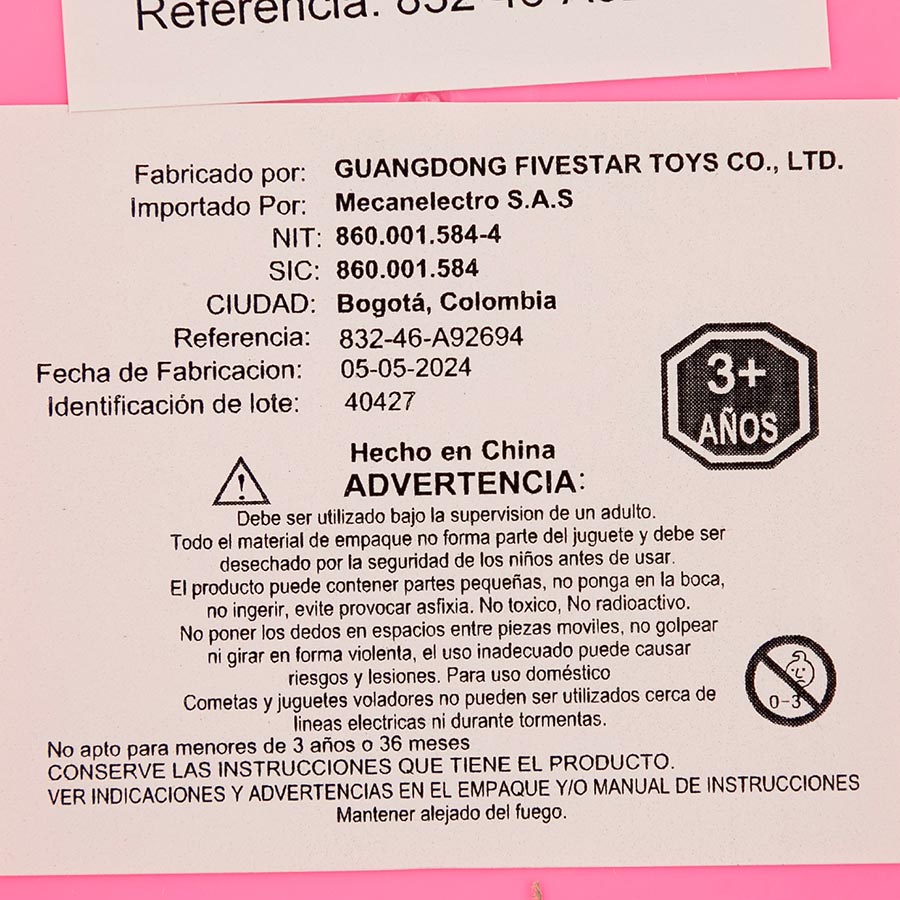 Referencia: 832-46-A92
Fabricado por: GUANGDONG FIVESTAR TOYS CO., LTD.
Importado Por: Mecanelectro S.A.S
NIT: 860.001.584-4
SIC: 860.001.584
CIUDAD: Bogotá, Colombia
Referencia: 832-46-A92694
Fecha de Fabricacion: 05-05-2024
Identificación de lote: 40427
3+
AÑOS
Hecho en China
ADVERTENCIA:
!
Debe ser utilizado bajo la supervision de un adulto.
Todo el material de empaque no forma parte del juguete y debe ser
desechado por la seguridad de los niños antes de usar.
El producto puede contener partes pequeñas, no ponga en la boca,
no ingerir, evite provocar asfixia. No toxico, No radioactivo.
No poner los dedos en espacios entre piezas moviles, no golpear
ni girar en forma violenta, el uso inadecuado puede causar
riesgos y lesiones. Para uso doméstico
Cometas y juguetes voladores no pueden ser utilizados cerca de
lineas electricas ni durante tormentas.
0-3
No apto para menores de 3 años o 36 meses
CONSERVE LAS INSTRUCCIONES QUE TIENE EL PRODUCTO.
VER INDICACIONES Y ADVERTENCIAS EN EL EMPAQUE Y/O MANUAL DE INSTRUCCIONES
Mantener alejado del fuego.